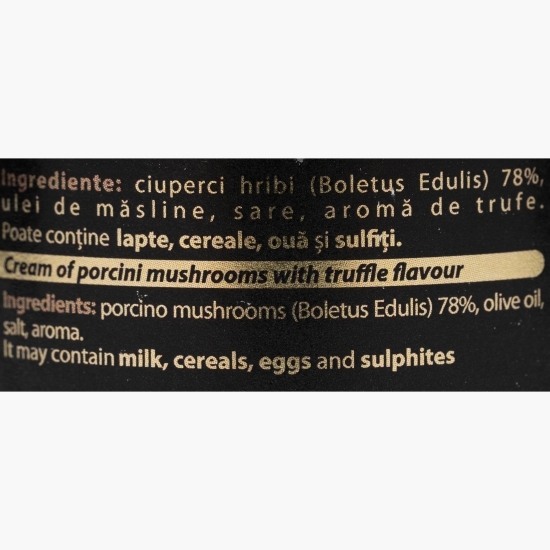 Ingrediente: ciuperci hribi (Boletus Edulis) 78%,
ulei de măsline, sare, aromă de trufe.
Poate conține lapte, cereale, ouă și sulfiți.
Cream of porcini mushrooms with truffle flavour
Ingredients: porcino mushrooms (Boletus Edulis) 78%, olive oil,
salt, aroma.
It may contain milk, cereals, eggs and sulphites